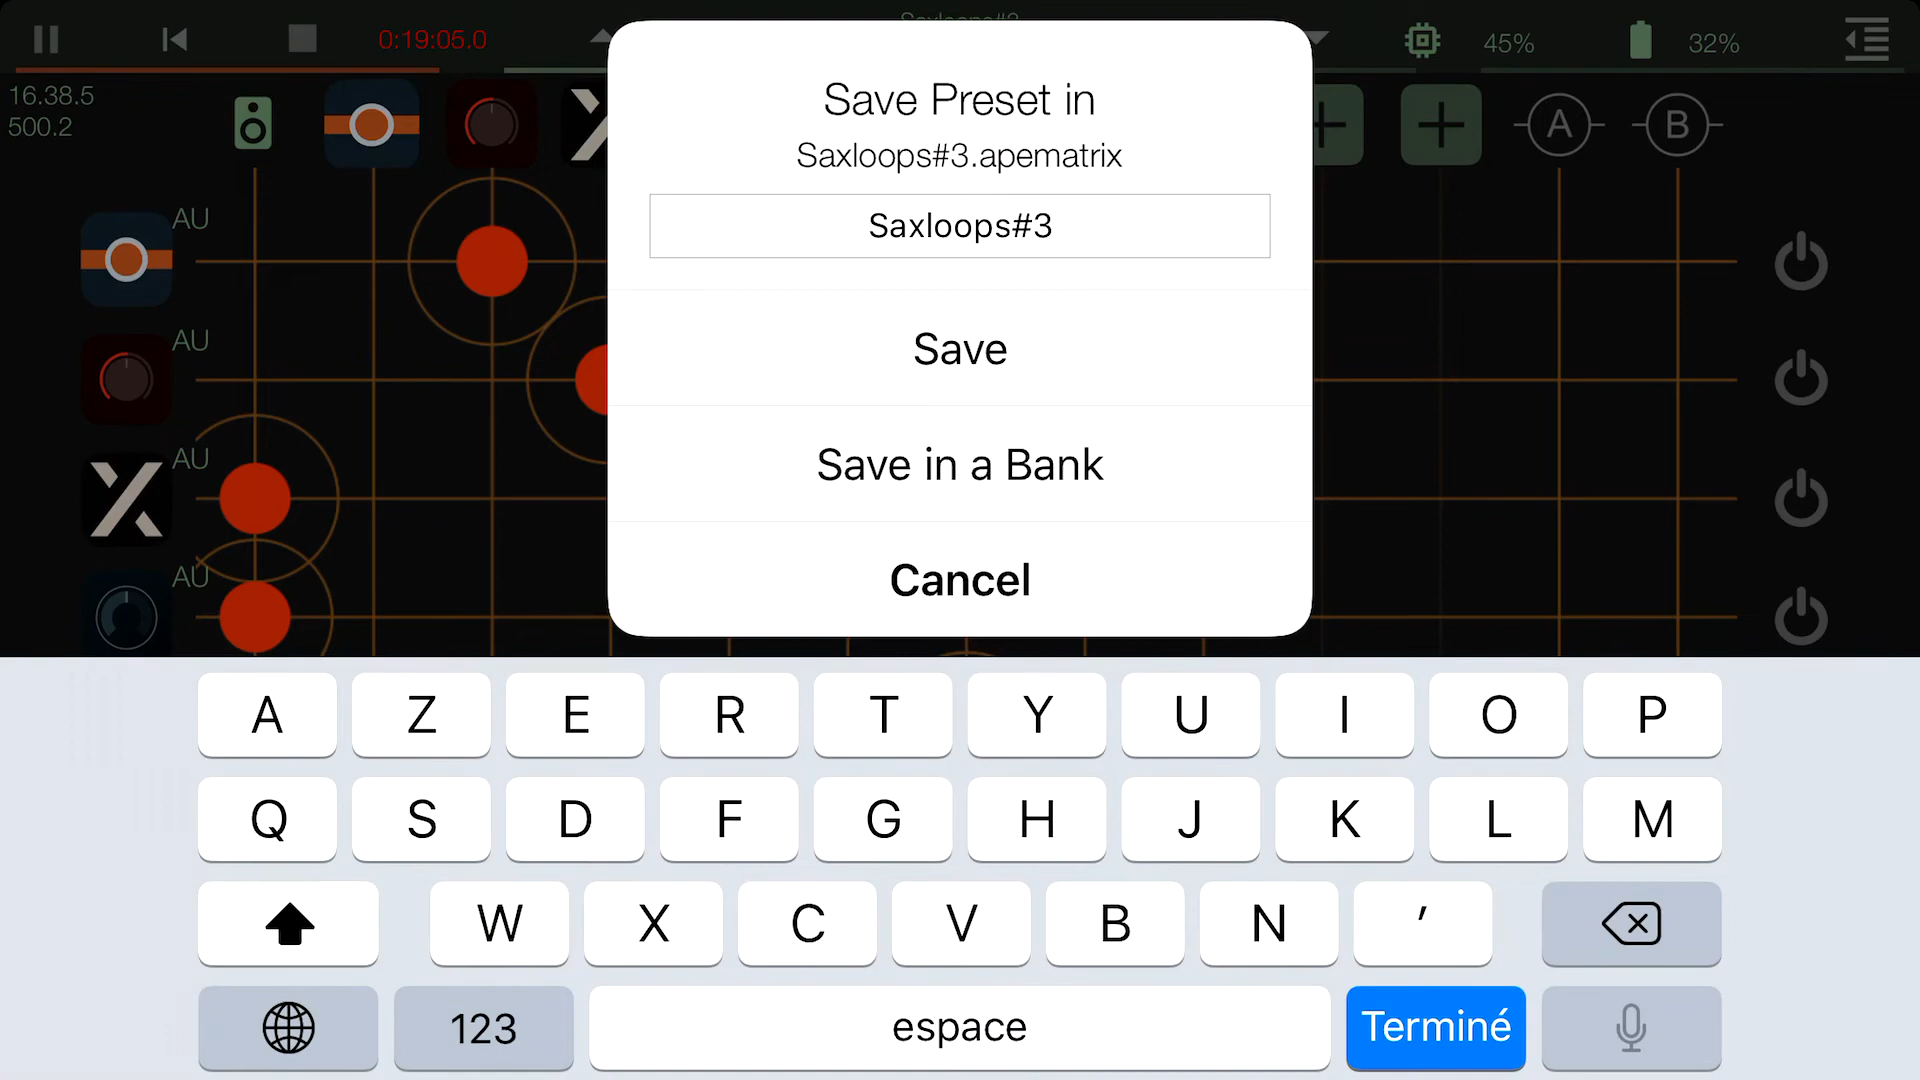 0:19:05.0
45%
32%
16.38.5
500.2
A
B
AU
AU
AU
AU
Save Preset in
Saxloops#3.apematrix
Saxloops#3
Save
Save in a Bank
Cancel
A Z E R T Y U I O P
Q S D F G H J K L M
W X C V B N ’
123 espace Terminé